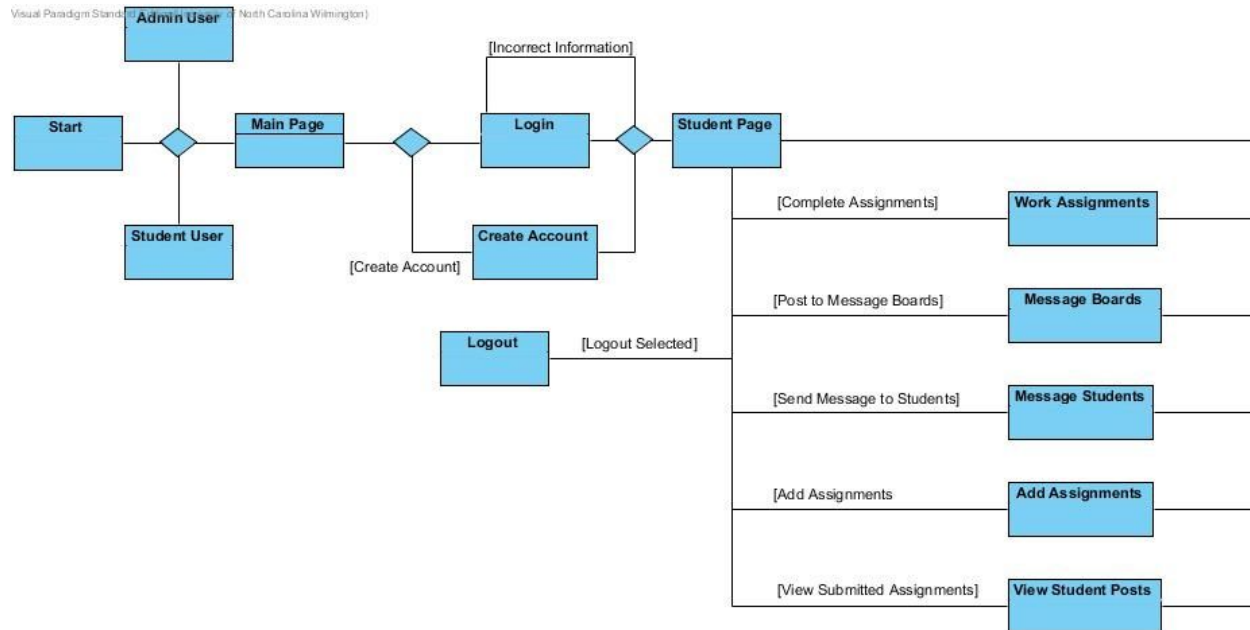 Visual Paradigm Standard of North Carolina Wilmington)
Admin User
[Incorrect Information]
Start
Main Page
Login
Student Page
[Complete Assignments]
Work Assignments
Student User
Create Account
[Create Account]
[Post to Message Boards]
Message Boards
Logout
[Logout Selected]
[Send Message to Students]
Message Students
[Add Assignments
Add Assignments
[View Submitted Assignments]
View Student Posts